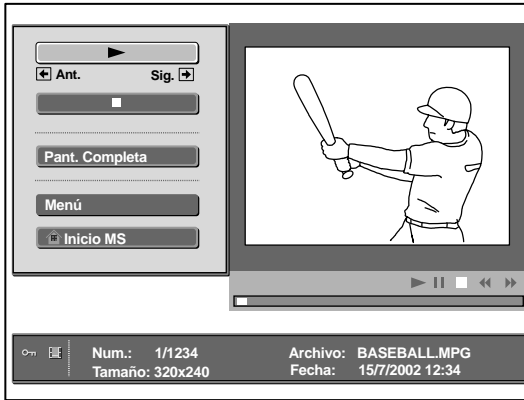 Ant. Sig.
Pant. Completa
Menú
Inicio MS
Num.: 1/1234 Archivo: BASEBALL.MPG
Tamaño: 320x240 Fecha: 15/7/2002 12:34